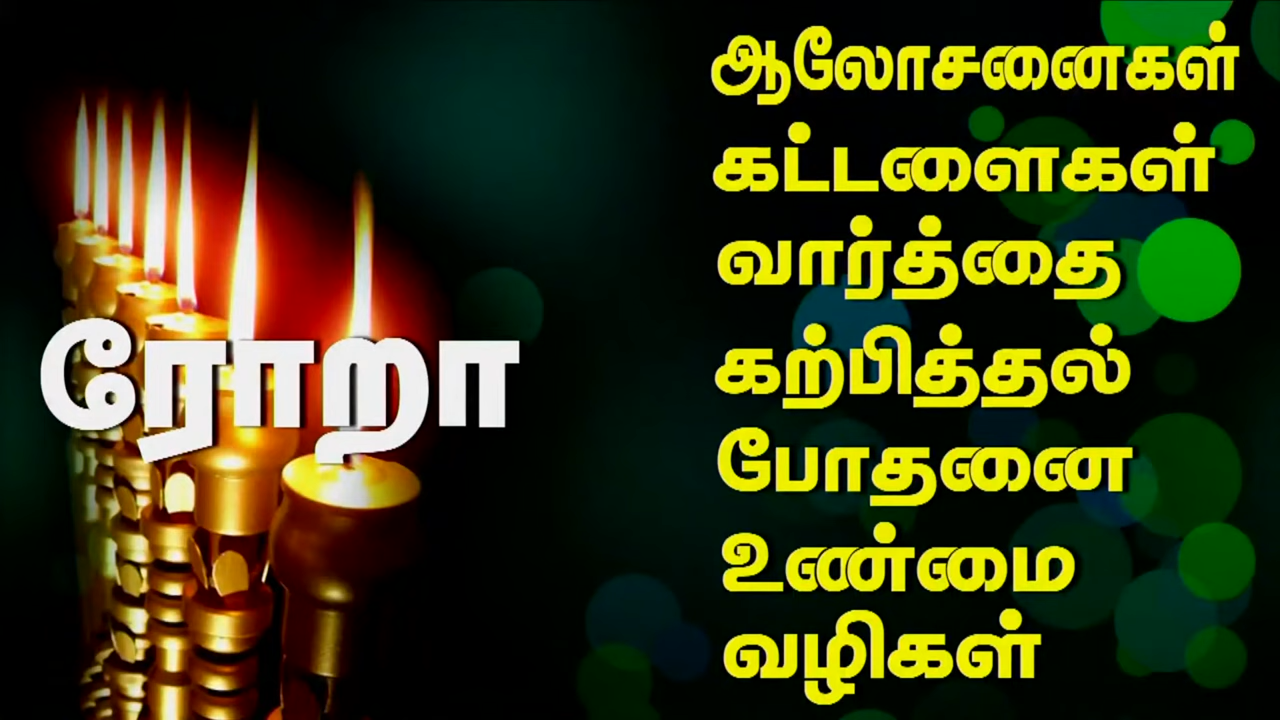 ரோறா
ஆலோசனைகள்
கட்டளைகள்
வார்த்தை
கற்பித்தல்
போதனை
உண்மை
வழிகள்